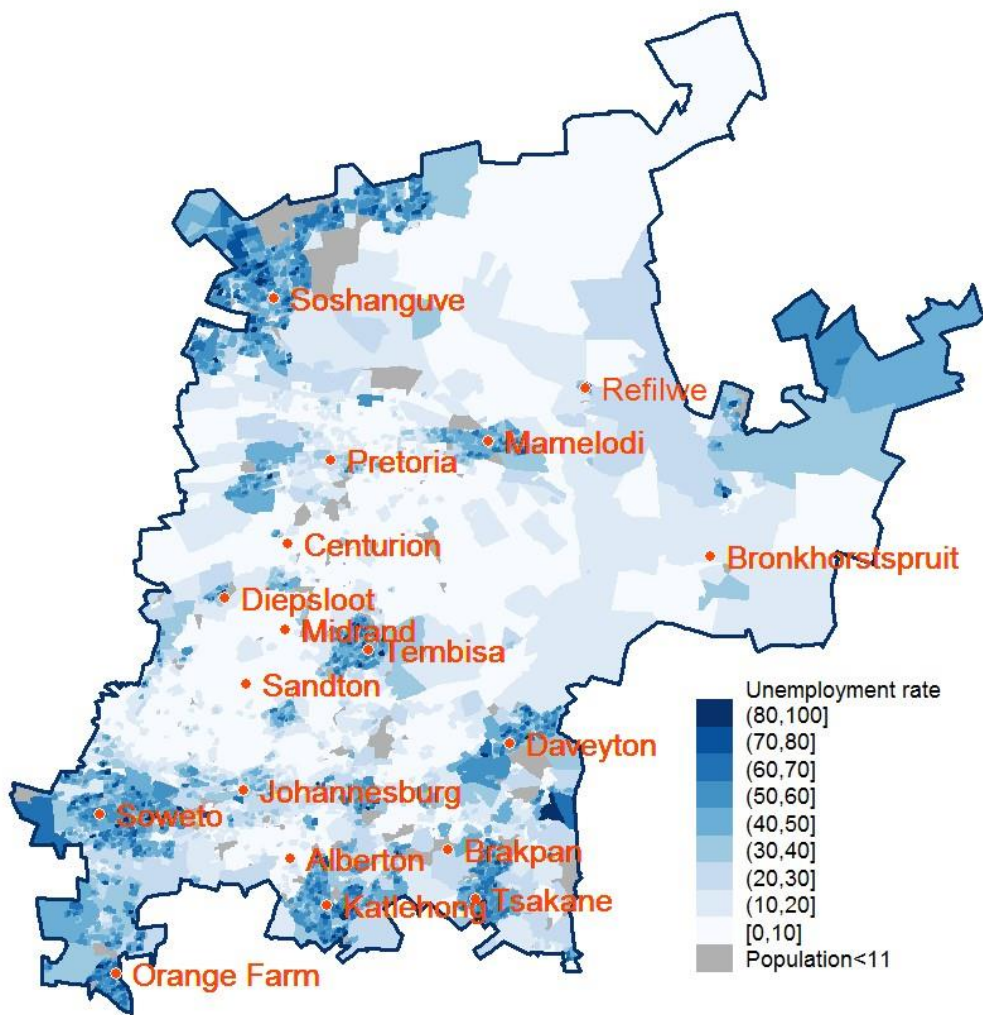 Soshanguve
Refilwe
Mamelodi
Pretoria
Centurion
Bronkhorstspruit
Diepsloot
Midrand
Tembisa
Sandton
Unemployment rate
(80,100]
(70,80]
(60,70]
(50,60]
(40,50]
(30,40]
(20,30]
(10,20]
[0,10]
Population<11
Daveyton
Johannesburg
Soweto
Alberton
Brakpan
Katlehong
Tsakane
Orange Farm